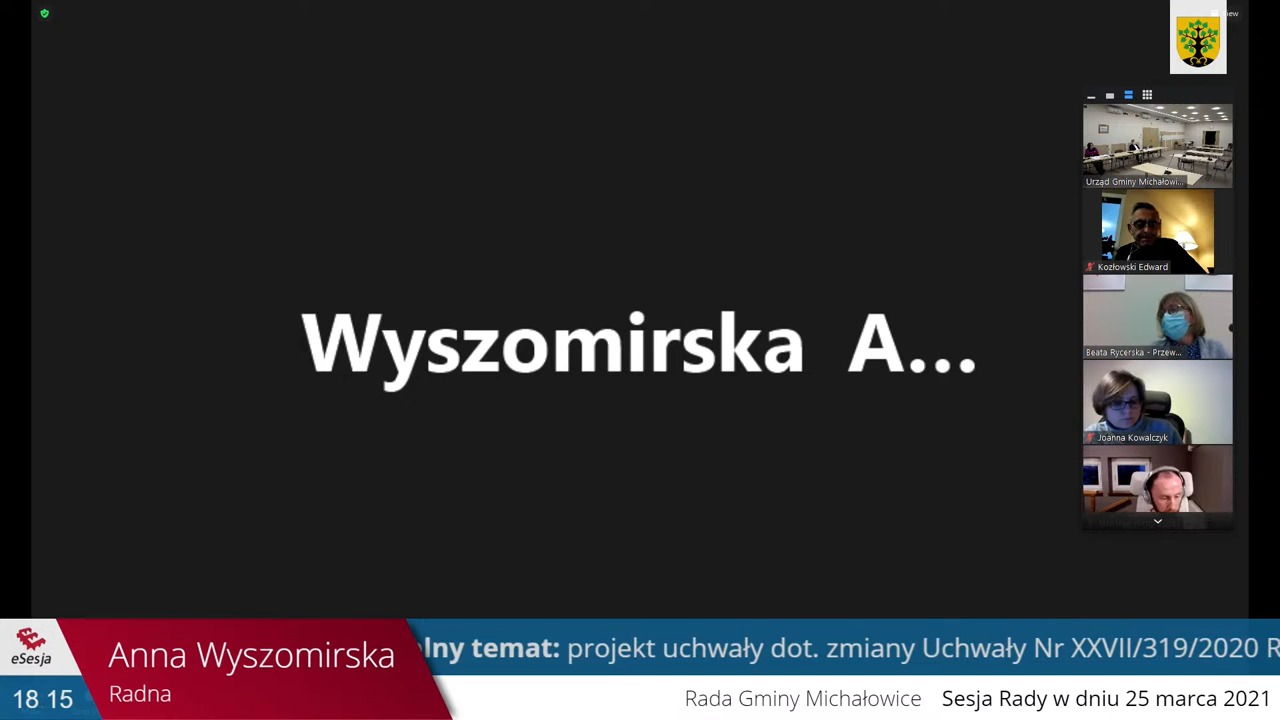 View
Urząd Gminy Michałowi...
Kozłowski Edward
Beata Rycerska - Przew...
Joanna Kowalczyk
Wyszomirska A...
eSesja
Anna Wyszomirska
Radna
lny temat: projekt uchwały dot. zmiany Uchwały Nr XXVII/319/2020 R
18 15
Rada Gminy Michałowice Sesja Rady w dniu 25 marca 2021